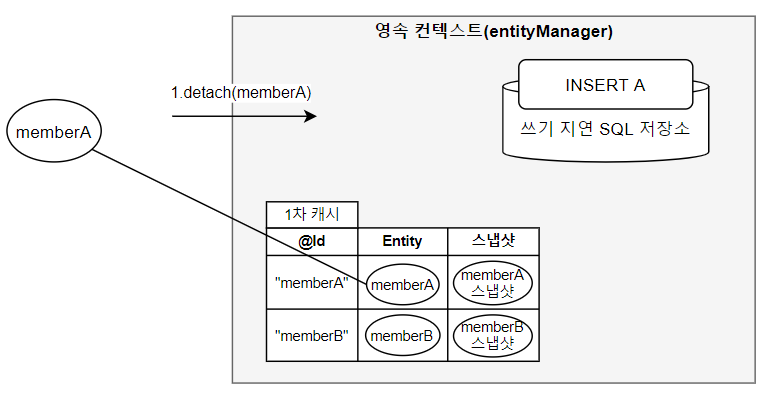 영속 컨텍스트(entityManager)
1.detach(memberA)
INSERT A
쓰기 지연 SQL 저장소
memberA
1차 캐시
@Id Entity 스냅샷
"memberA" memberA memberA
스냅샷
"memberB" memberB memberB
스냅샷